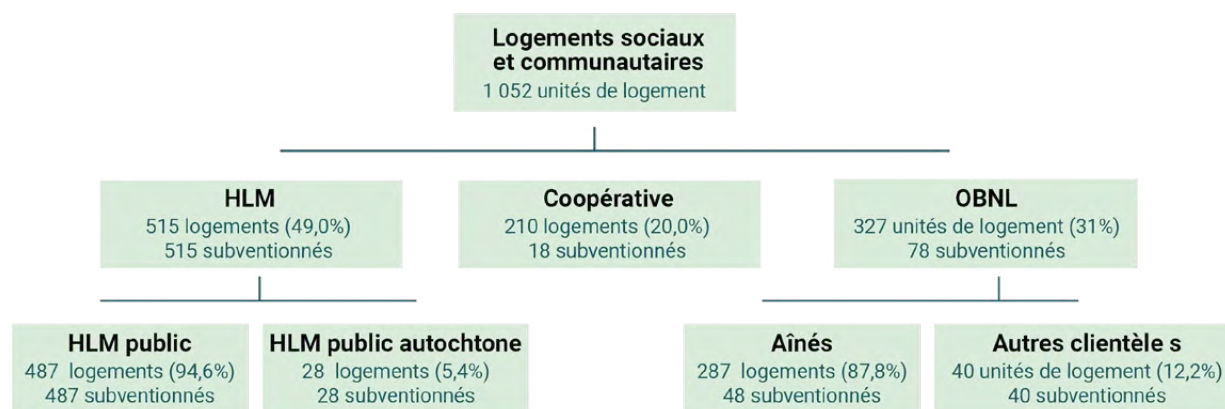 Logements sociaux
et communautaires
1 052 unités de logement
HLM
515 logements (49,0%)
515 subventionnés
Coopérative
210 logements (20,0%)
18 subventionnés
OBNL
327 unités de logement (31%)
78 subventionnés
HLM public
487 logements (94,6%)
487 subventionnés
HLM public autochtone
28 logements (5,4%)
28 subventionnés
Aînés
287 logements (87,8%)
48 subventionnés
Autres clientèle s
40 unités de logement (12,2%)
40 subventionnés